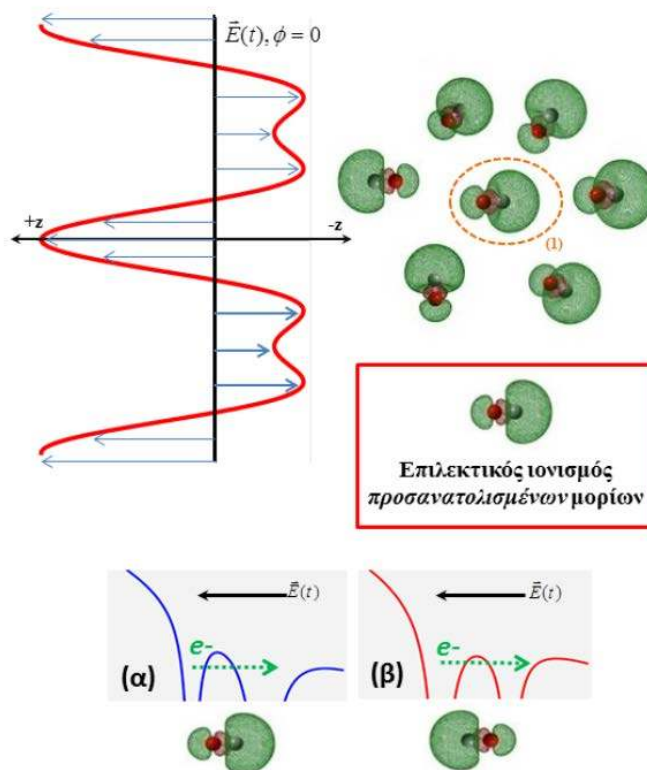 E⃗(t), ϕ = 0
+z
-z
(1)
Επιλεκτικός ιονισμός
προσανατολισμένων μορίων
E⃗(t)
e-
(α)
E⃗(t)
e-
(β)